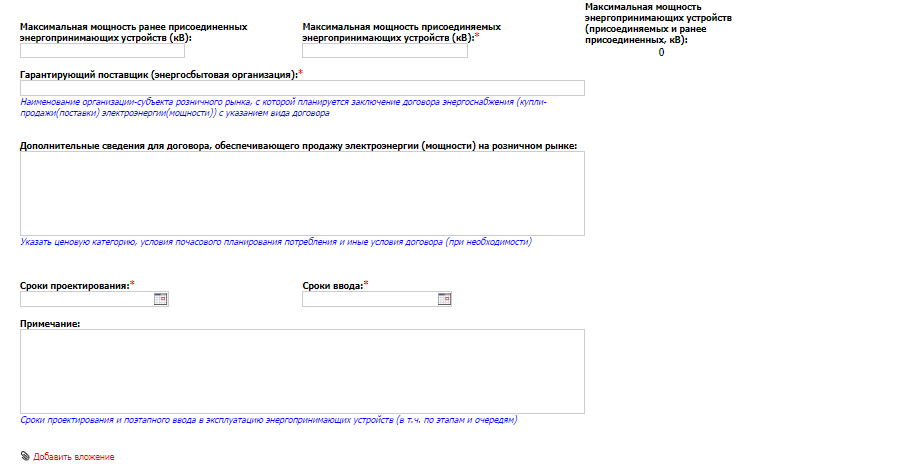 Максимальная мощность ранее присоединенных
энергопринимающих устройств (кВ):
Максимальная мощность присоединяемых
энергопринимающих устройств (кВ):*
Максимальная мощность
энергопринимающих устройств
(присоединяемых и ранее
присоединенных, кВ):
0
Гарантирующий поставщик (энергосбытовая организация):*
Наименование организации-субъекта розничного рынка, с которой планируется заключение договора энергоснабжения (купли-
продажи(поставки) электроэнергии(мощности)) с указанием вида договора
Дополнительные сведения для договора, обеспечивающего продажу электроэнергии (мощности) на розничном рынке:
Указать ценовую категорию, условия почасового планирования потребления и иные условия договора (при необходимости)
Сроки проектирования:*
Сроки ввода:*
Примечание:
Сроки проектирования и поэтапного ввода в эксплуатацию энергопринимающих устройств (в т.ч. по этапам и очередям)
Добавить вложение